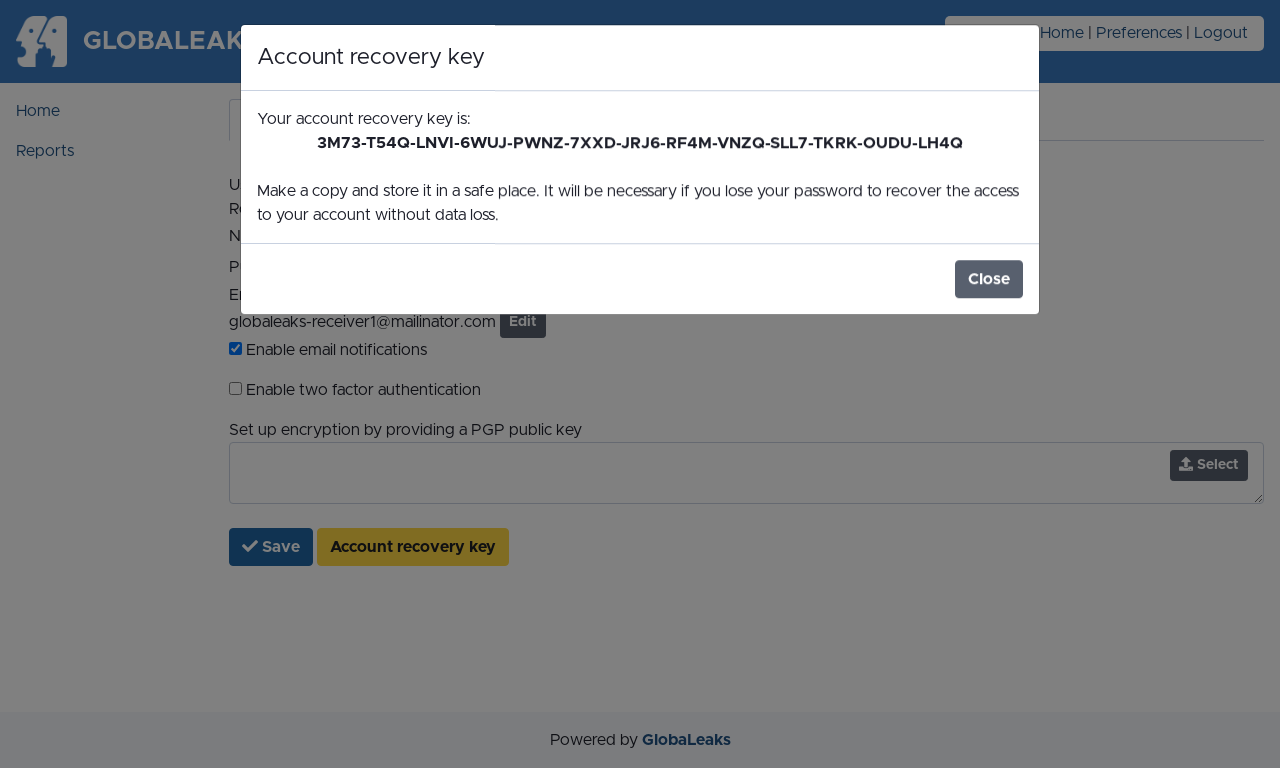 GLOBALEAK
Home | Preferences | Logout
Account recovery key
Your account recovery key is:
3M73-T54Q-LNVI-6WUJ-PWNZ-7XXD-JRJ6-RF4M-VNZQ-SLL7-TKRK-OUDU-LH4Q
Make a copy and store it in a safe place. It will be necessary if you lose your password to recover the access
to your account without data loss.
Close
Home
Reports
globaleaks-receiver1@mailinator.com Edit
Enable email notifications
Enable two factor authentication
Set up encryption by providing a PGP public key
Select
Save
Account recovery key
Powered by GlobaLeaks